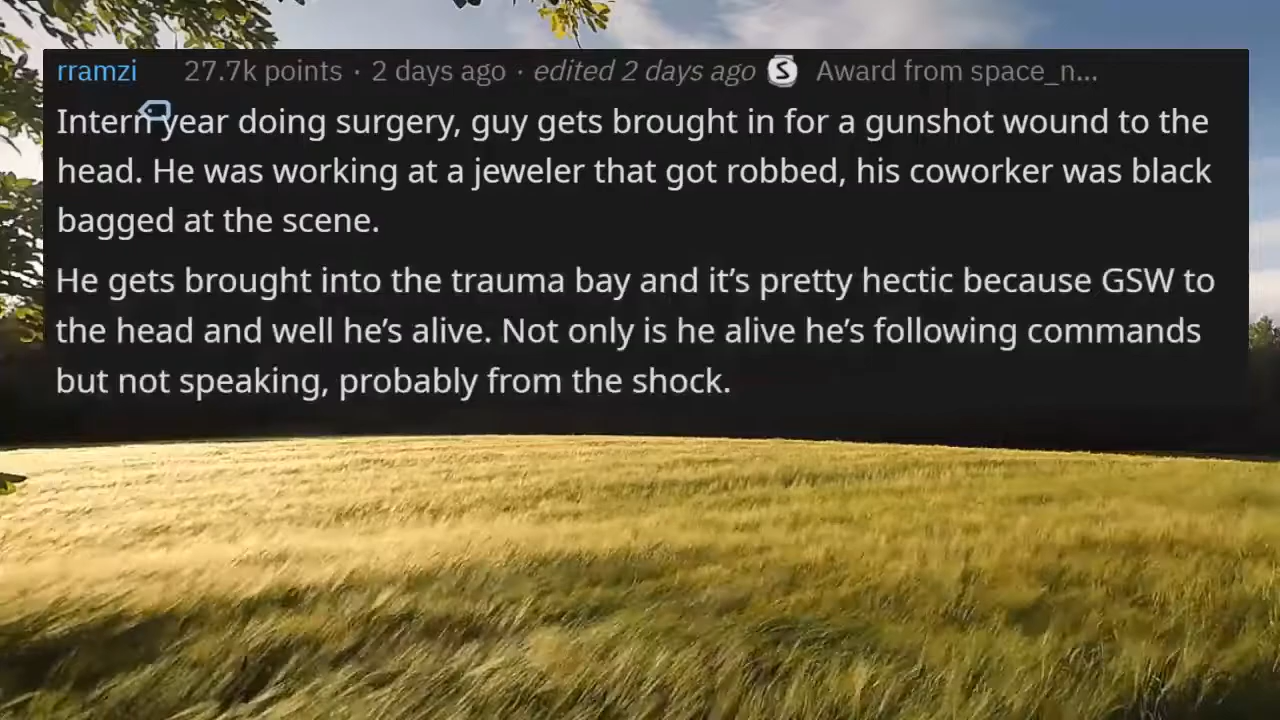 rramzi 27.7k points · 2 days ago · edited 2 days ago S Award from space_n...
Intern year doing surgery, guy gets brought in for a gunshot wound to the
head. He was working at a jeweler that got robbed, his coworker was black
bagged at the scene.
He gets brought into the trauma bay and it’s pretty hectic because GSW to
the head and well he’s alive. Not only is he alive he’s following commands
but not speaking, probably from the shock.